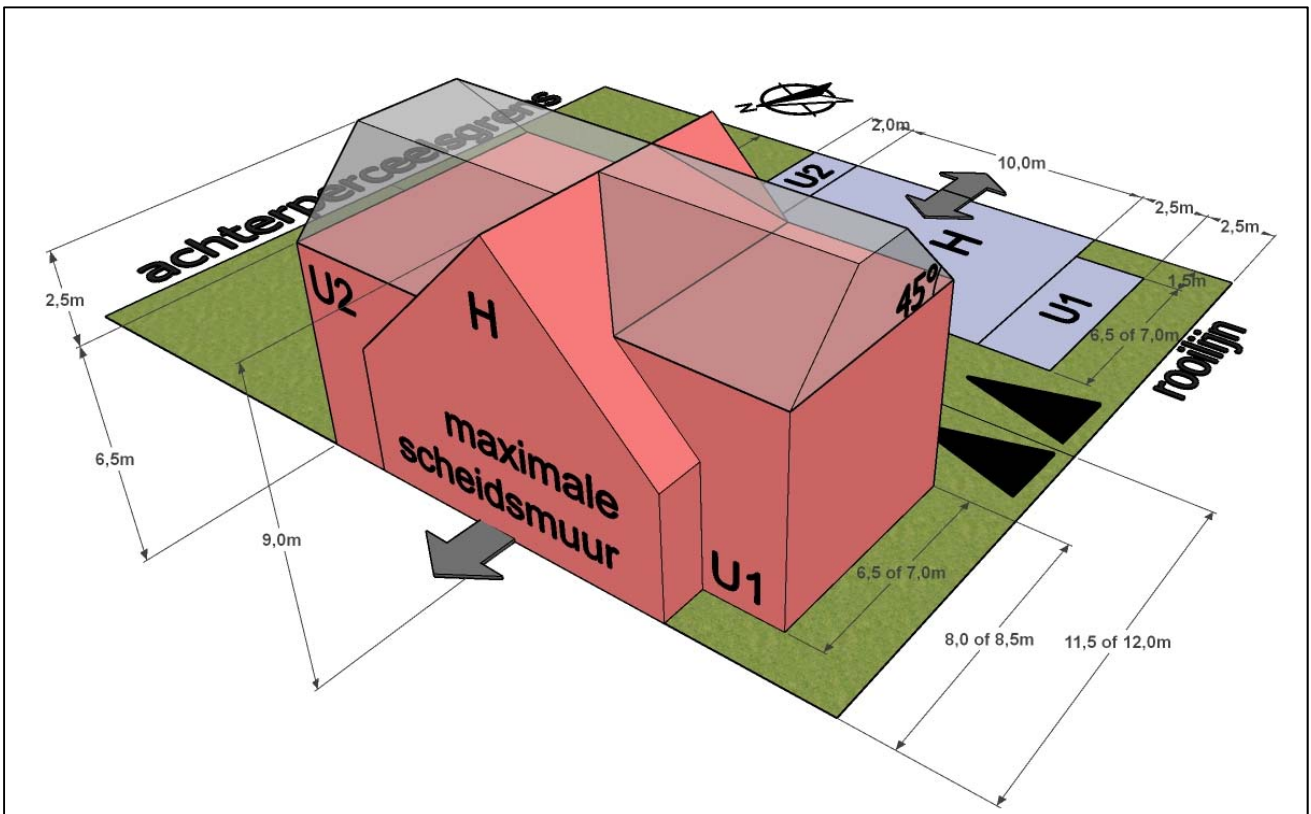 achterperceelsgrens
N
2,0m
10,0m
2,5m
2,5m
U2
H
U1
1,5m
6,5 of 7,0m
rooilijn
2,5m
6,5m
9,0m
U2
H
45°
maximale
scheidsmuur
U1
6,5 of 7,0m
8,0 of 8,5m
11,5 of 12,0m